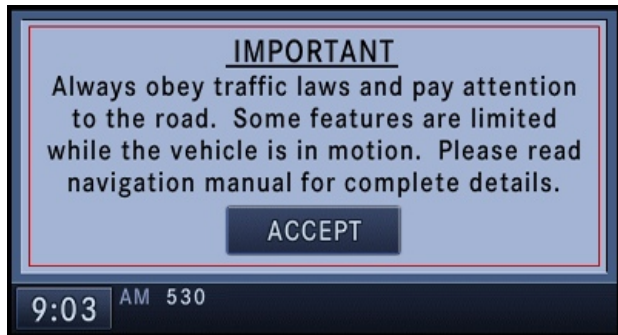 IMPORTANT
Always obey traffic laws and pay attention
to the road. Some features are limited
while the vehicle is in motion. Please read
navigation manual for complete details.
ACCEPT
9:03 AM 530